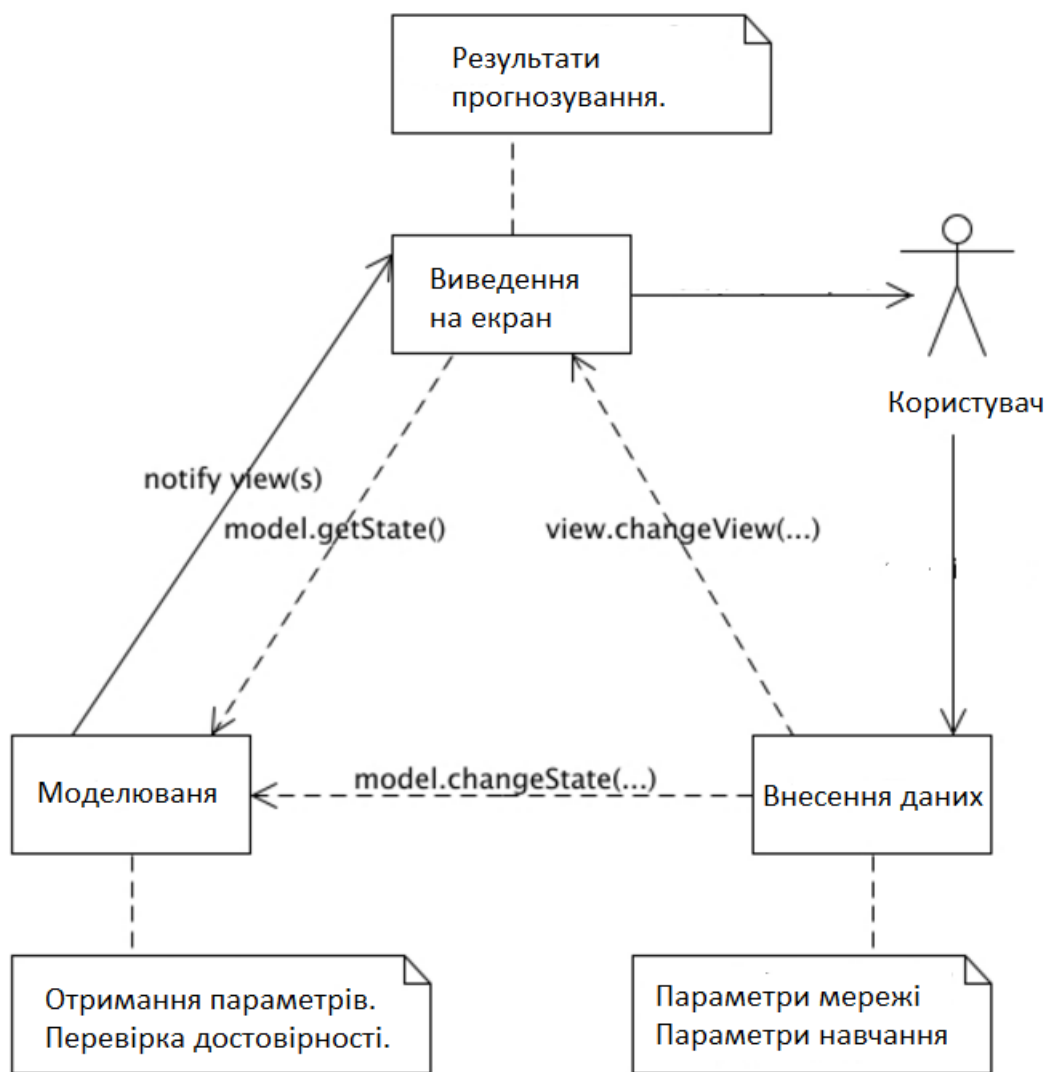 Результати
прогнозування.
Виведення
на екран
Користувач
notify view(s)
model.getState()
view.changeView(...)
Моделюваня
model.changeState(...)
Внесення даних
Отримання параметрів.
Перевірка достовірності.
Параметри мережі
Параметри навчання